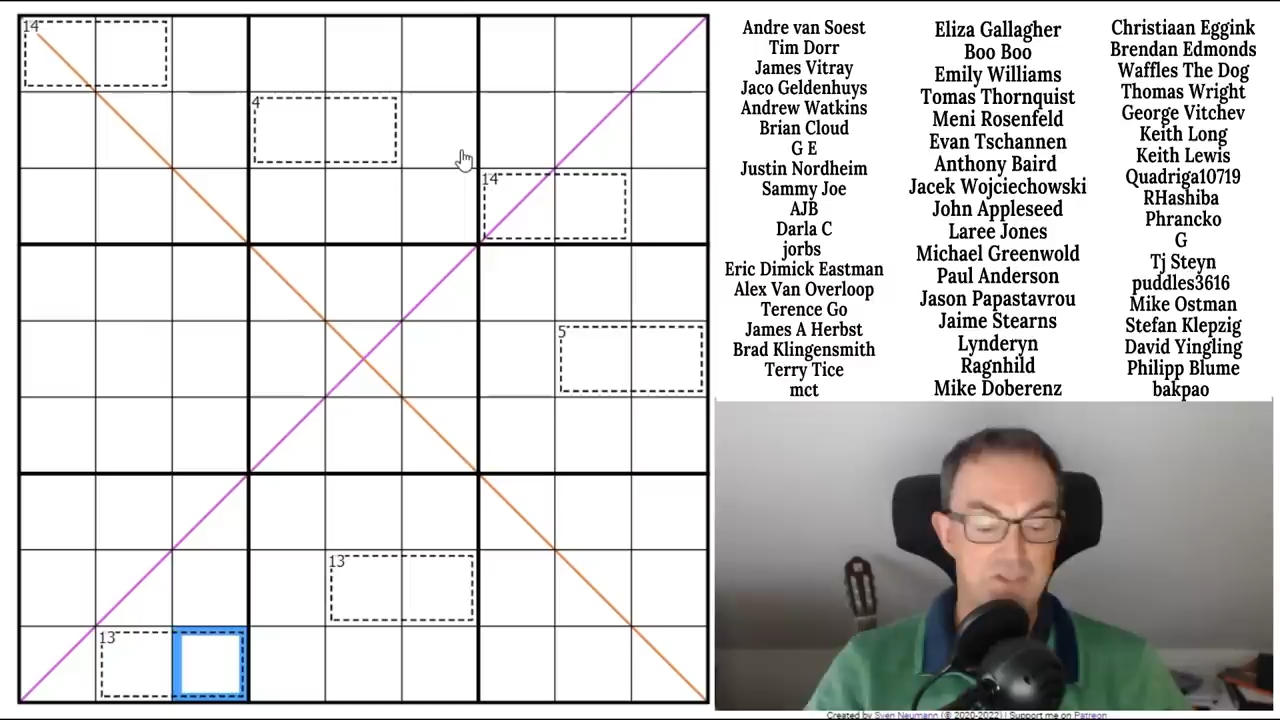 14
4
14
5
13
13
Andre van Soest
Tim Dorr
James Vitray
Jaco Geldenhuys
Andrew Watkins
Brian Cloud
G E
Justin Nordheim
Sammy Joe
AJB
Darla C
jorbs
Eric Dimick Eastman
Alex Van Overloop
Terence Go
James A Herbst
Brad Klingensmith
Terry Tice
mct
Eliza Gallagher
Boo Boo
Emily Williams
Tomas Thornquist
Meni Rosenfeld
Evan Tschannen
Anthony Baird
Jacek Wojciechowski
John Appleseed
Laree Jones
Michael Greenwold
Paul Anderson
Jason Papastavrou
Jaime Stearns
Lynderyn
Ragnhild
Mike Doberenz
Christiaan Eggink
Brendan Edmonds
Waffles The Dog
Thomas Wright
George Vitchev
Keith Long
Keith Lewis
Quadriga10719
RHashiba
Phrancko
G
Tj Steyn
puddles3616
Mike Ostman
Stefan Klepzig
David Yingling
Philipp Blume
bakpao
Created by Sven Neumann (© 2020-2022) | Support me on Patreon